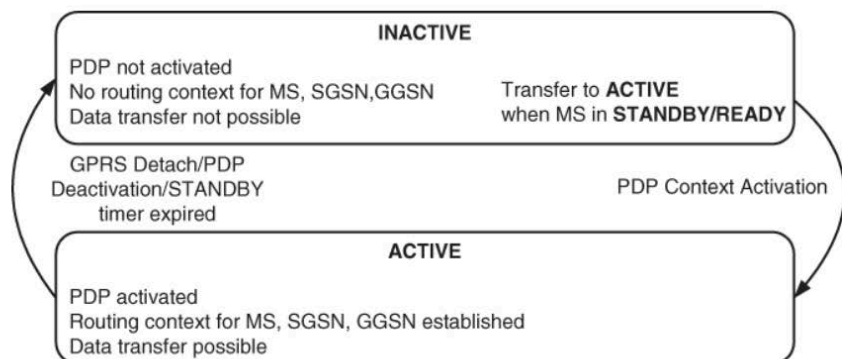 INACTIVE
PDP not activated
No routing context for MS, SGSN,GGSN
Data transfer not possible
Transfer to ACTIVE
when MS in STANDBY/READY
GPRS Detach/PDP
Deactivation/STANDBY
timer expired
PDP Context Activation
ACTIVE
PDP activated
Routing context for MS, SGSN, GGSN established
Data transfer possible